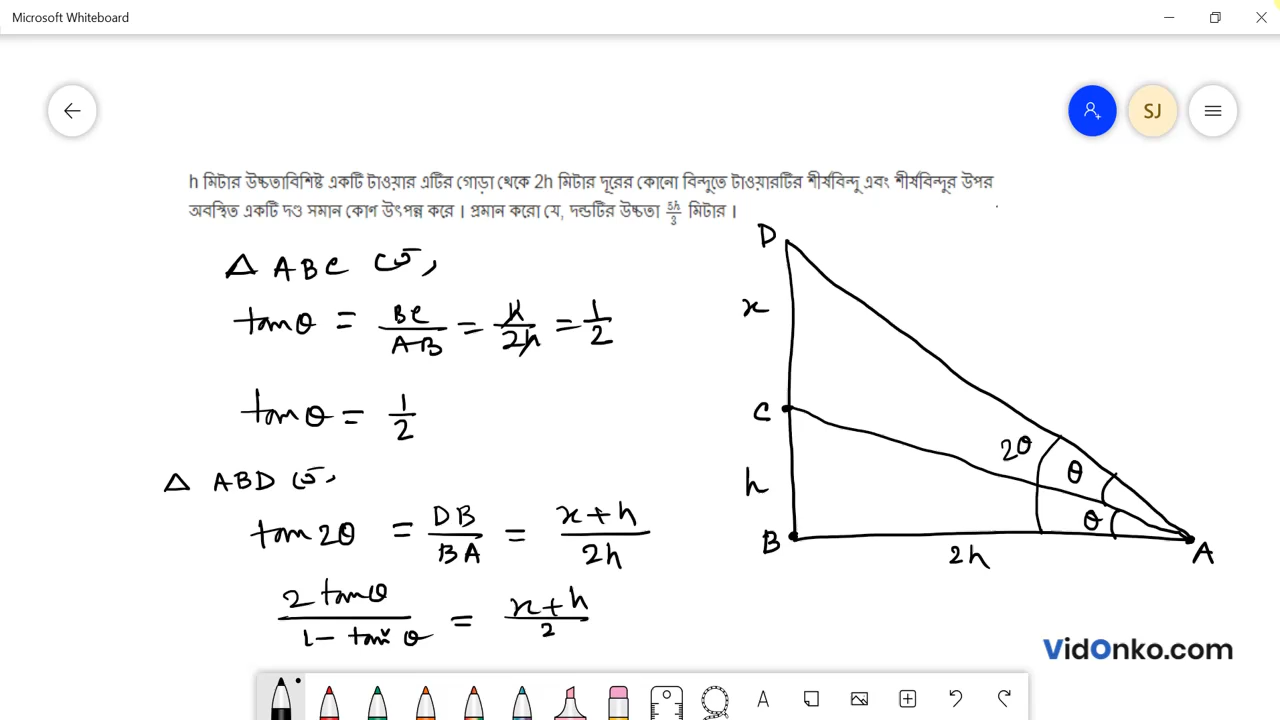 Microsoft Whiteboard
SJ
h মিটার উচ্চতাবিশিষ্ট একটি টাওয়ার এটির গোড়া থেকে 2h মিটার দূরের কোনো বিন্দুতে টাওয়ারটির শীর্ষবিন্দু এবং শীর্ষবিন্দুর উপর
অবস্থিত একটি দণ্ড সমান কোণ উৎপন্ন করে । প্রমান করো যে, দন্ডটির উচ্চতা 5h/3 মিটার ।
△ ABC তে,
tanθ = BC/AB = h/2h = 1/2
tanθ = 1/2
△ ABD তে,
tan2θ = DB/BA = x+h/2h
2 tanθ/1 - tan²θ = x+h/2
D
x
C
h
B
2h
A
2θ
θ
θ
VidOnko.com
A